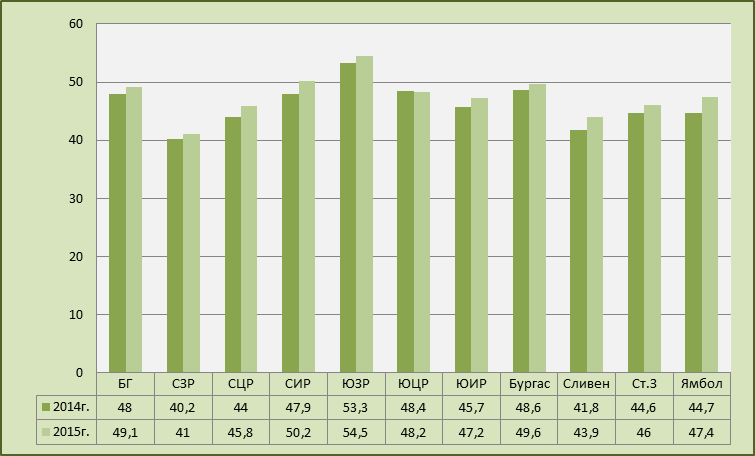 60
50
40
30
20
10
0
БГ СЗР СЦР СИР ЮЗР ЮЦР ЮИР Бургас Сливен Ст.З Ямбол
2014г. 48 40,2 44 47,9 53,3 48,4 45,7 48,6 41,8 44,6 44,7
2015г. 49,1 41 45,8 50,2 54,5 48,2 47,2 49,6 43,9 46 47,4